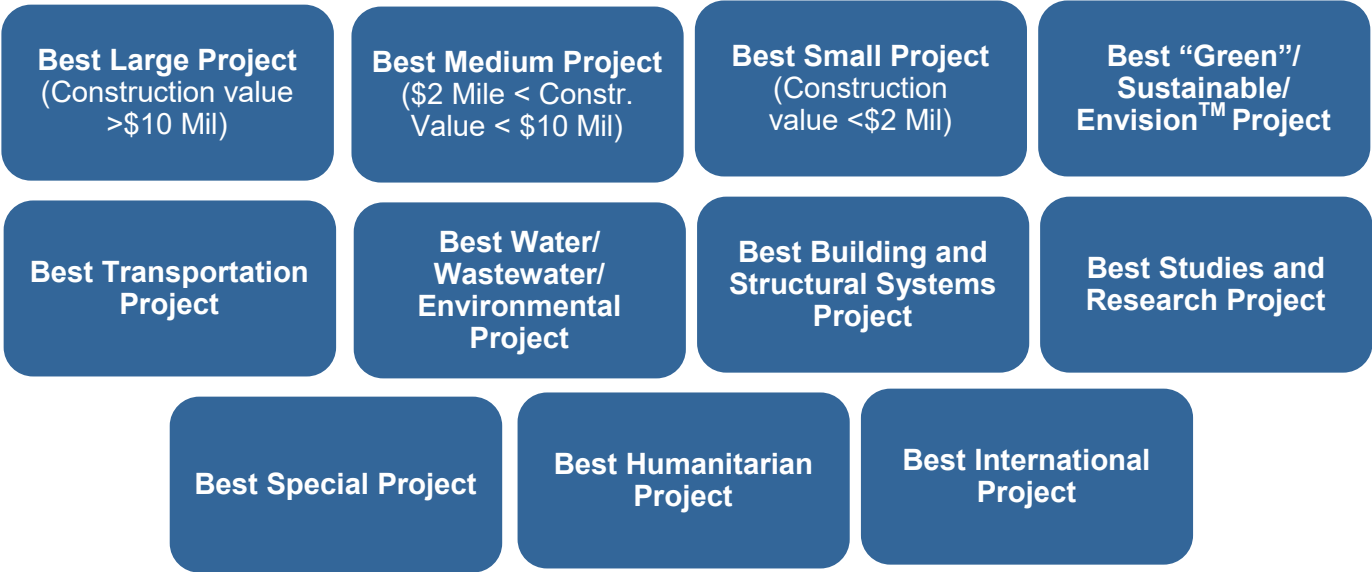 Best Large Project
(Construction value
>$10 Mil)
Best Medium Project
($2 Mile < Constr.
Value < $10 Mil)
Best Small Project
(Construction
value <$2 Mil)
Best “Green”/
Sustainable/
Envision™ Project
Best Transportation
Project
Best Water/
Wastewater/
Environmental
Project
Best Building and
Structural Systems
Project
Best Studies and
Research Project
Best Special Project
Best Humanitarian
Project
Best International
Project